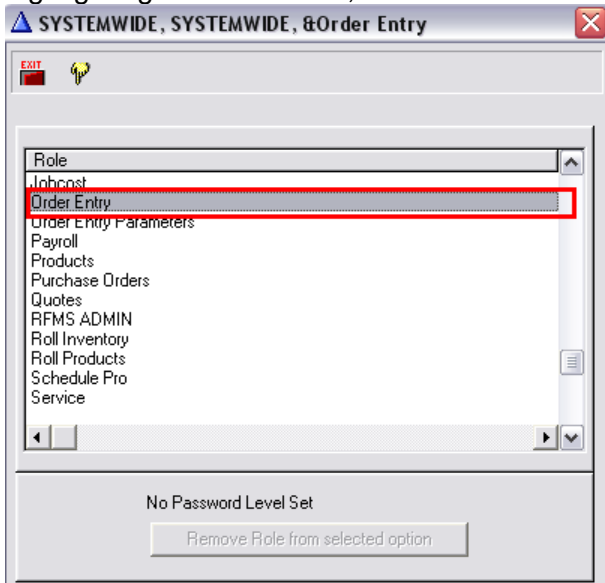 SYSTEMWIDE, SYSTEMWIDE, &Order Entry
EXIT
Role
Jobcost
Order Entry
Order Entry Parameters
Payroll
Products
Purchase Orders
Quotes
RFMS ADMIN
Roll Inventory
Roll Products
Schedule Pro
Service
No Password Level Set
Remove Role from selected option